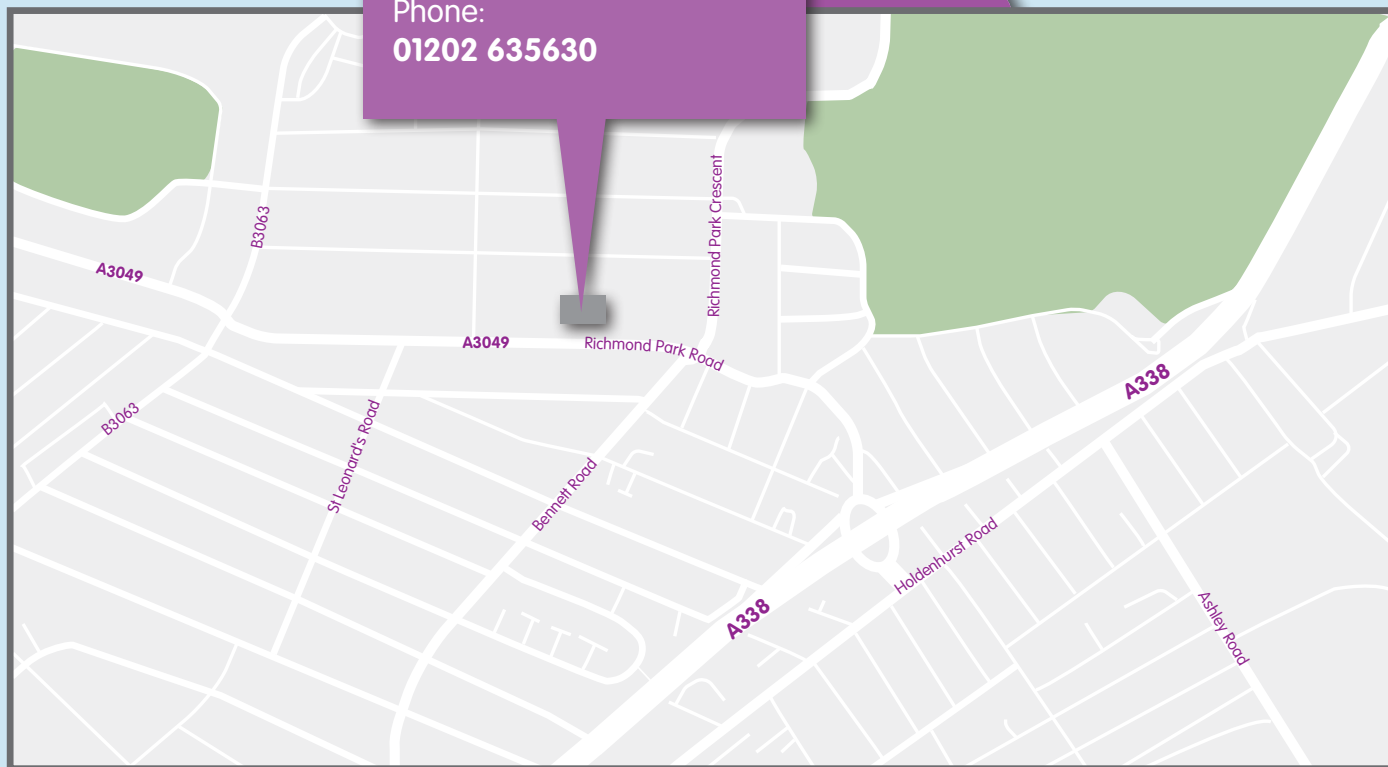 Phone:
01202 635630
Richmond Park Crescent
B3063
A3049
A3049
Richmond Park Road
A338
B3063
St Leonard's Road
Bennett Road
Holdenhurst Road
A338
Ashley Road